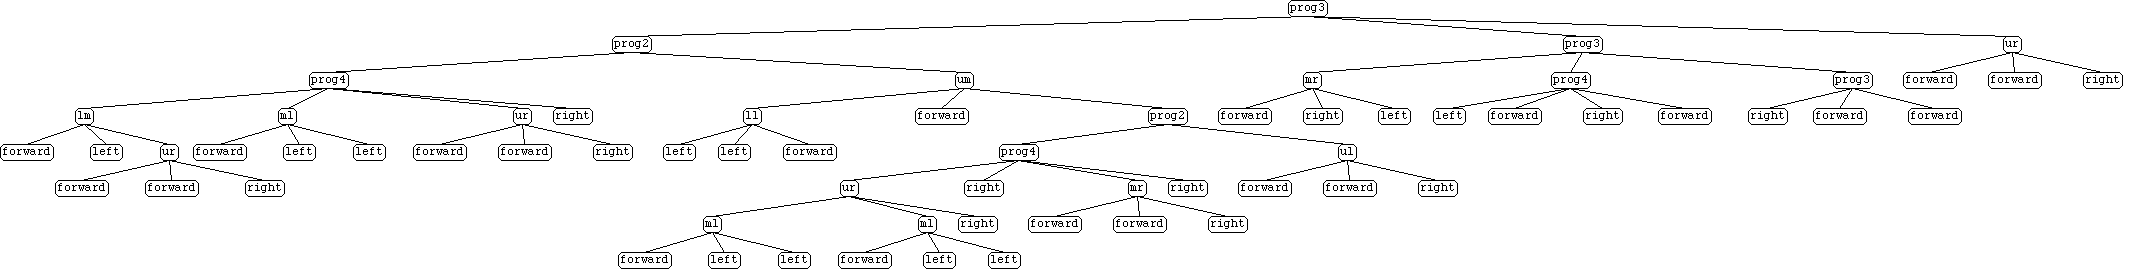 prog3
prog2 prog3 ur
prog4 um mr prog4 prog3 forward forward right
lm ml ur right ll forward prog2 forward right left left forward right forward right forward forward
forward left ur forward left left forward forward right left left forward prog4 ul
forward forward right ur right mr right forward forward right
ml ml right forward forward right
forward left left forward left left